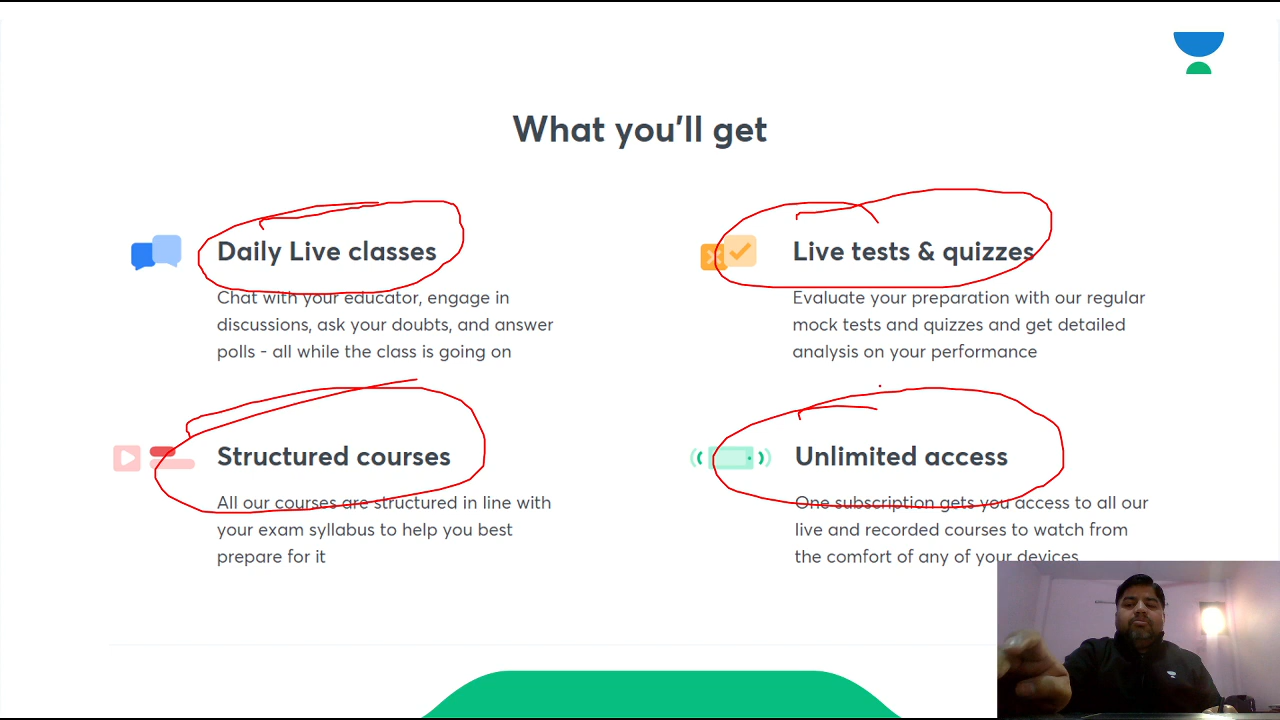 What you'll get
Daily Live classes
Chat with your educator, engage in
discussions, ask your doubts, and answer
polls - all while the class is going on
Live tests & quizzes
Evaluate your preparation with our regular
mock tests and quizzes and get detailed
analysis on your performance
Structured courses
All our courses are structured in line with
your exam syllabus to help you best
prepare for it
Unlimited access
One subscription gets you access to all our
live and recorded courses to watch from
the comfort of any of your devices